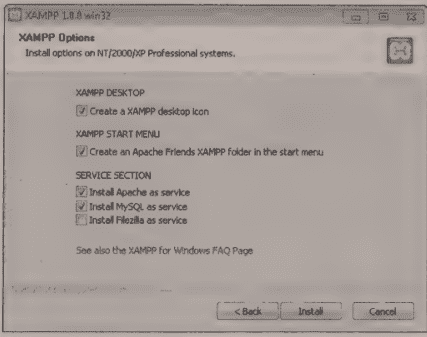 XAMPP 1.8.8 win32
XAMPP Options
Install options on NT/2000/XP Professional systems.
XAMPP DESKTOP
Create a XAMPP desktop icon
XAMPP START MENU
Create an Apache Friends XAMPP folder in the start menu
SERVICE SECTION
Install Apache as service
Install MySQL as service
Install Filezilla as service
See also the XAMPP for Windows FAQ Page
< Back
Install
Cancel